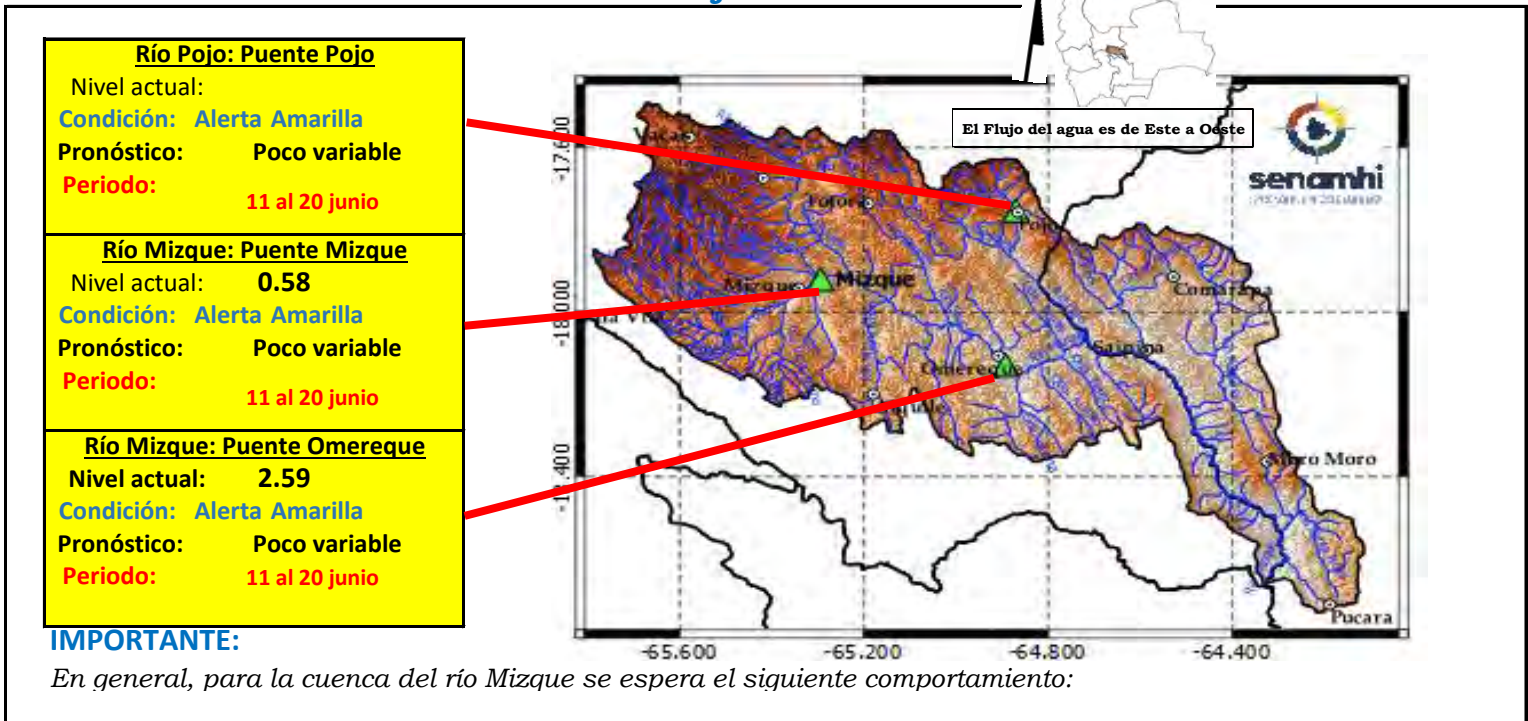 Río Pojo: Puente Pojo
Nivel actual:
Condición: Alerta Amarilla
Pronóstico: Poco variable
Periodo:
11 al 20 junio
Río Mizque: Puente Mizque
Nivel actual: 0.58
Condición: Alerta Amarilla
Pronóstico: Poco variable
Periodo:
11 al 20 junio
Río Mizque: Puente Omereque
Nivel actual: 2.59
Condición: Alerta Amarilla
Pronóstico: Poco variable
Periodo: 11 al 20 junio
El Flujo del agua es de Este a Oeste
senamhi
-17.600
Pojo
Mizque
Mizque
Comarapa
-18.000
Omereque
Saipina
Moro Moro
Pucara
-65.600
-65.200
-64.800
-64.400
IMPORTANTE:
En general, para la cuenca del río Mizque se espera el siguiente comportamiento: